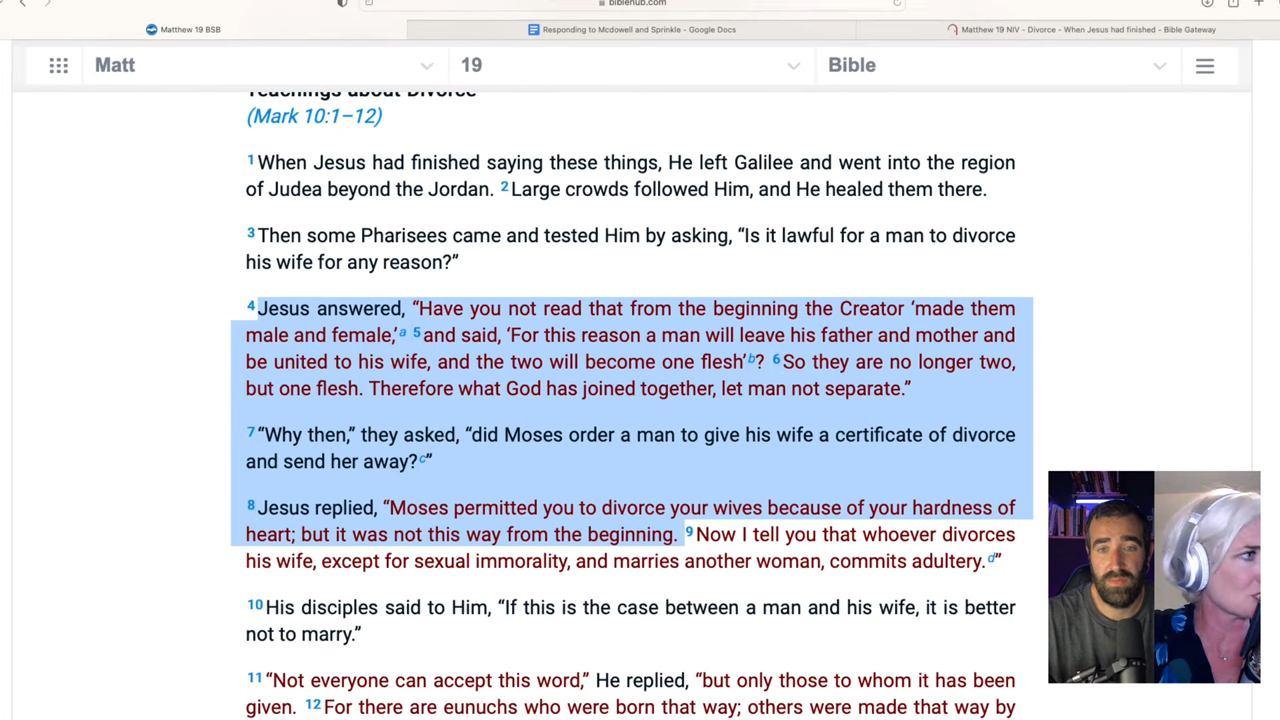 biblehub.com
Matthew 19 BSB
Responding to Mcdowell and Sprinkle - Google Docs
Matthew 19 NIV - Divorce - When Jesus had finished - Bible Gateway
Matt
19
Bible
Teachings about Divorce
(Mark 10:1–12)
1 When Jesus had finished saying these things, He left Galilee and went into the region
of Judea beyond the Jordan. 2 Large crowds followed Him, and He healed them there.
3 Then some Pharisees came and tested Him by asking, “Is it lawful for a man to divorce
his wife for any reason?”
4 Jesus answered, “Have you not read that from the beginning the Creator ‘made them
male and female,’a 5 and said, ‘For this reason a man will leave his father and mother and
be united to his wife, and the two will become one flesh’b? 6 So they are no longer two,
but one flesh. Therefore what God has joined together, let man not separate.”
7 “Why then,” they asked, “did Moses order a man to give his wife a certificate of divorce
and send her away?c”
8 Jesus replied, “Moses permitted you to divorce your wives because of your hardness of
heart; but it was not this way from the beginning. 9 Now I tell you that whoever divorces
his wife, except for sexual immorality, and marries another woman, commits adultery.d”
10 His disciples said to Him, “If this is the case between a man and his wife, it is better
not to marry.”
11 “Not everyone can accept this word,” He replied, “but only those to whom it has been
given. 12 For there are eunuchs who were born that way; others were made that way by